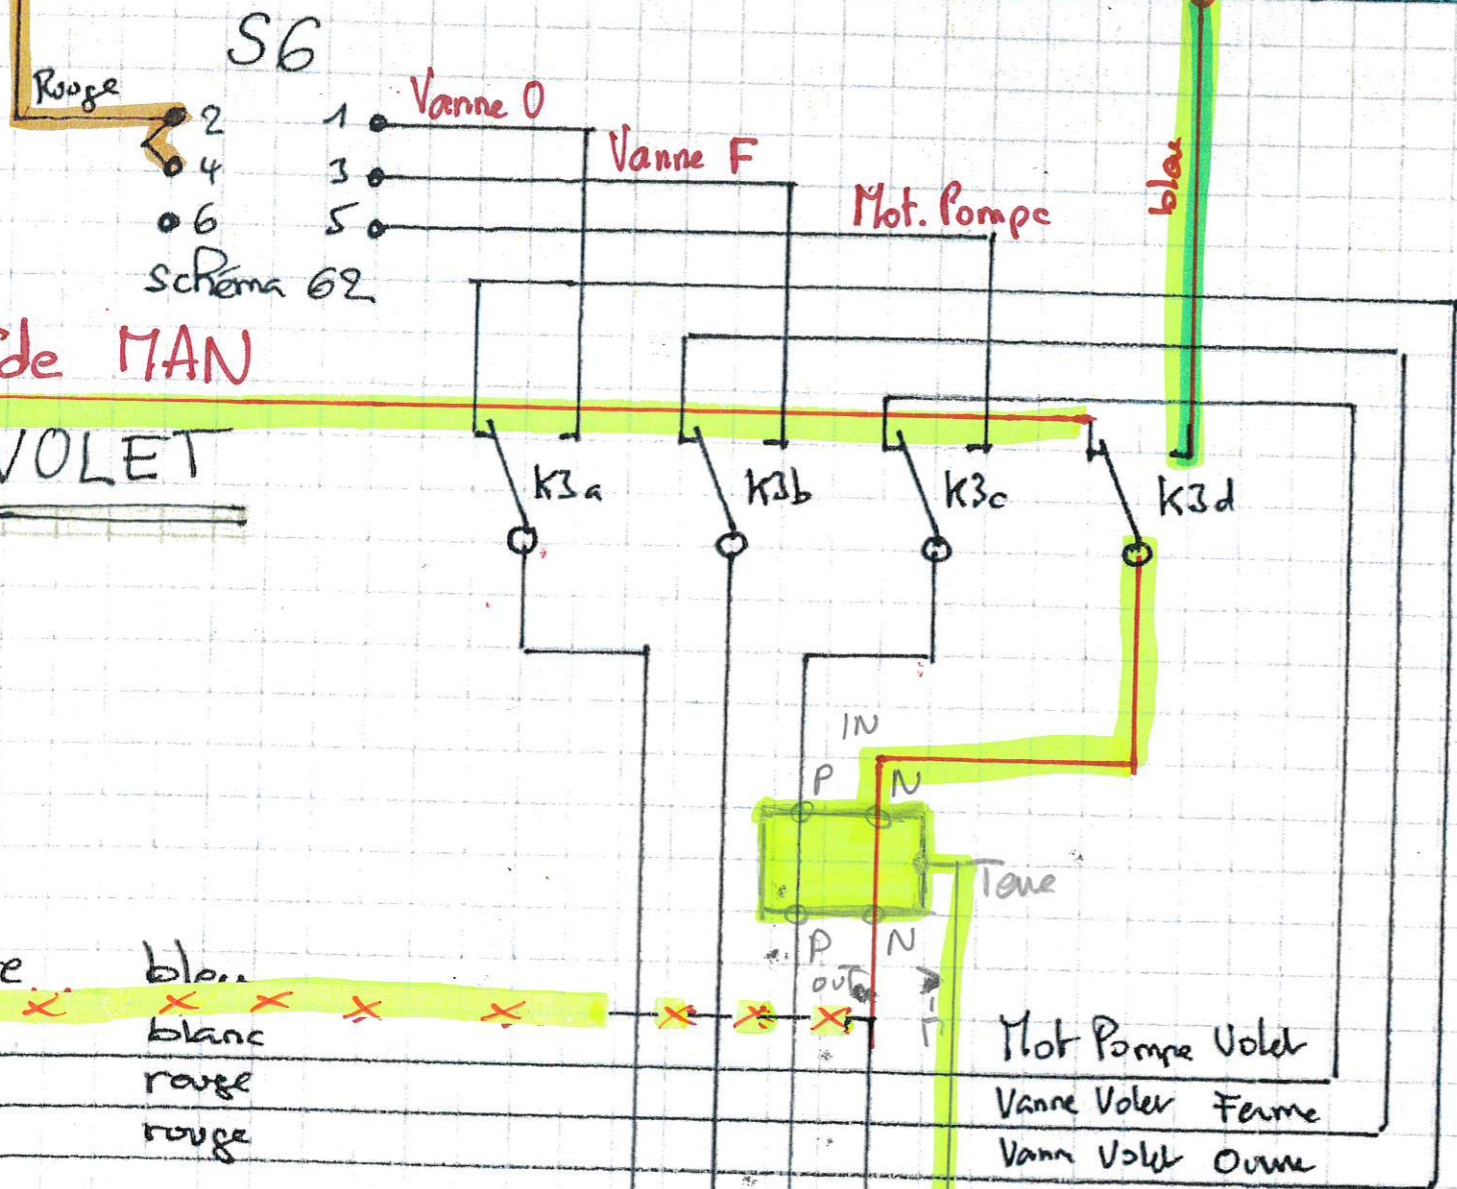 S6
Rouge
2 1 Vanne O
4 3 Vanne F
6 5 Mot. Pompe
bleu
schéma 62
de MAN
VOLET
K3a K3b K3c K3d
IN
P N
Terre
P N
OUT
e bleu
blanc Mot Pompe Volet
rouge Vanne Volet Ferme
rouge Vann Volet Ouvre